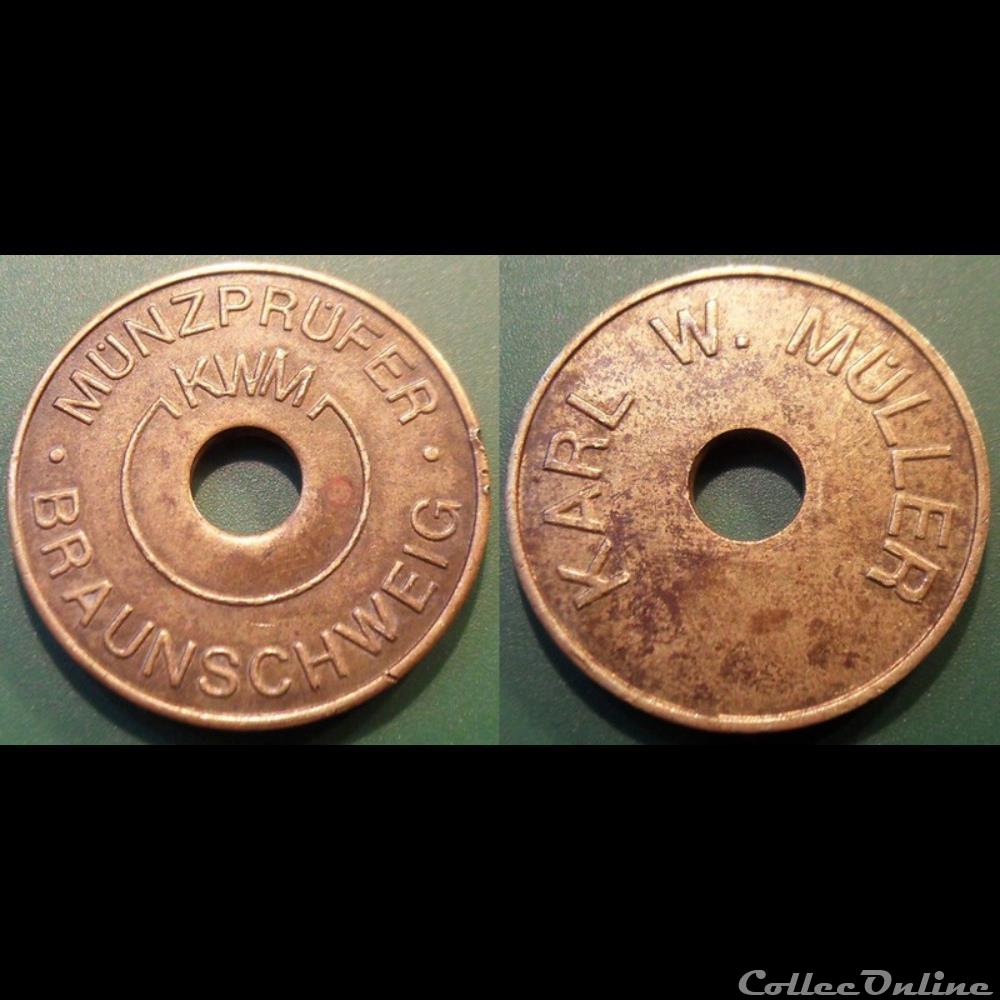 MÜNZPRÜFER
KWM
· BRAUNSCHWEIG ·
KARL W. MÜLLER
CollecOnline